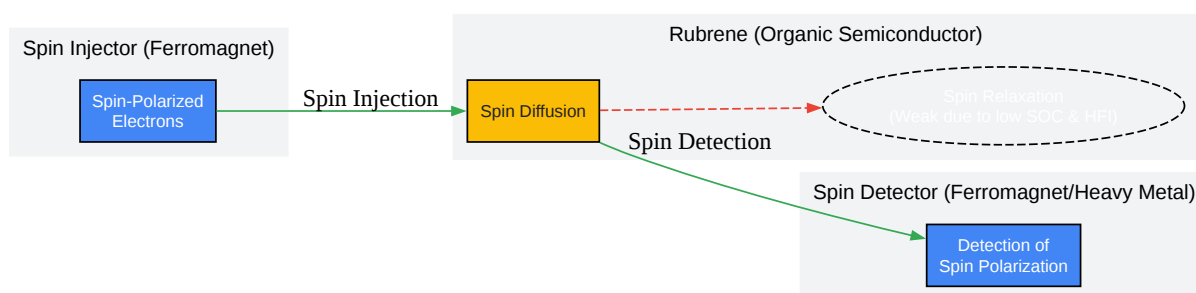 Spin Injector (Ferromagnet)
Spin-Polarized
Electrons
Spin Injection
Rubrene (Organic Semiconductor)
Spin Diffusion
Spin Relaxation
(Weak due to low SOC & HFI)
Spin Detection
Spin Detector (Ferromagnet/Heavy Metal)
Detection of
Spin Polarization